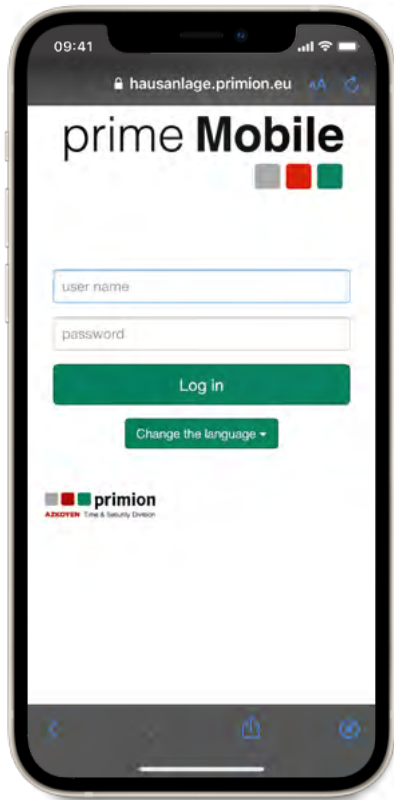 09:41
hausanlage.primion.eu AA
prime Mobile
user name
password
Log in
Change the language
primion
AZKOYEN Time & Security Division